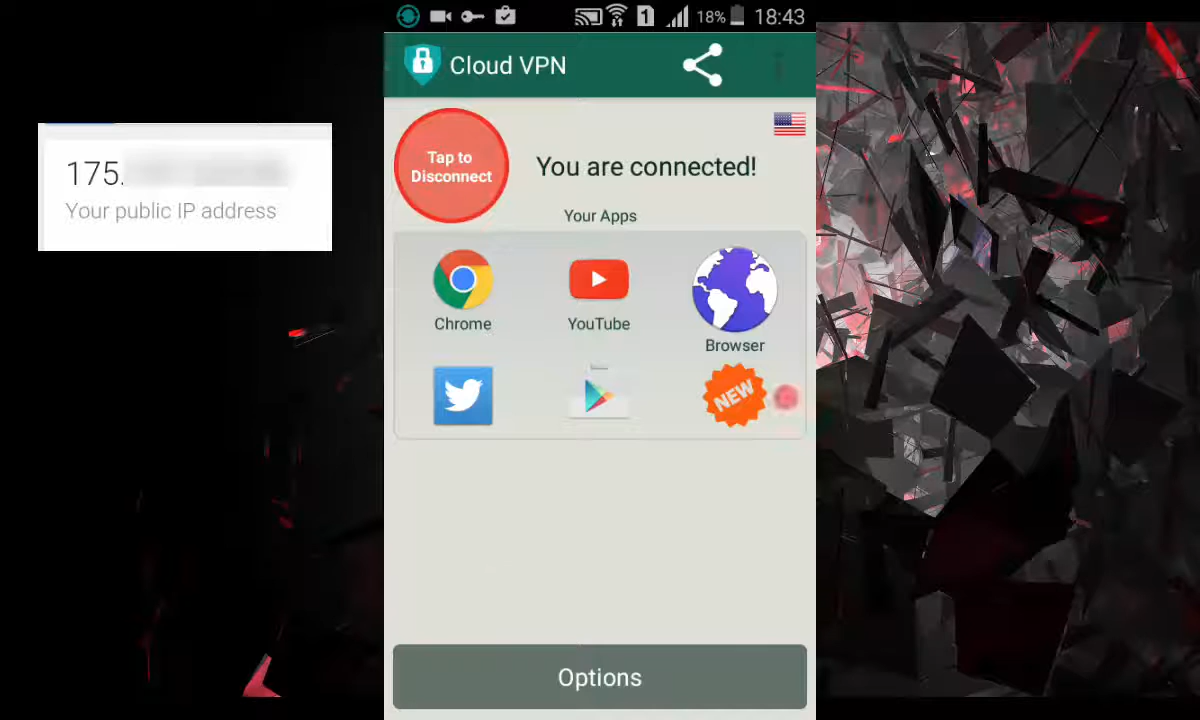 175.
Your public IP address
1 18% 18:43
Cloud VPN
Tap to
Disconnect
You are connected!
Your Apps
Chrome
YouTube
Browser
NEW
Options